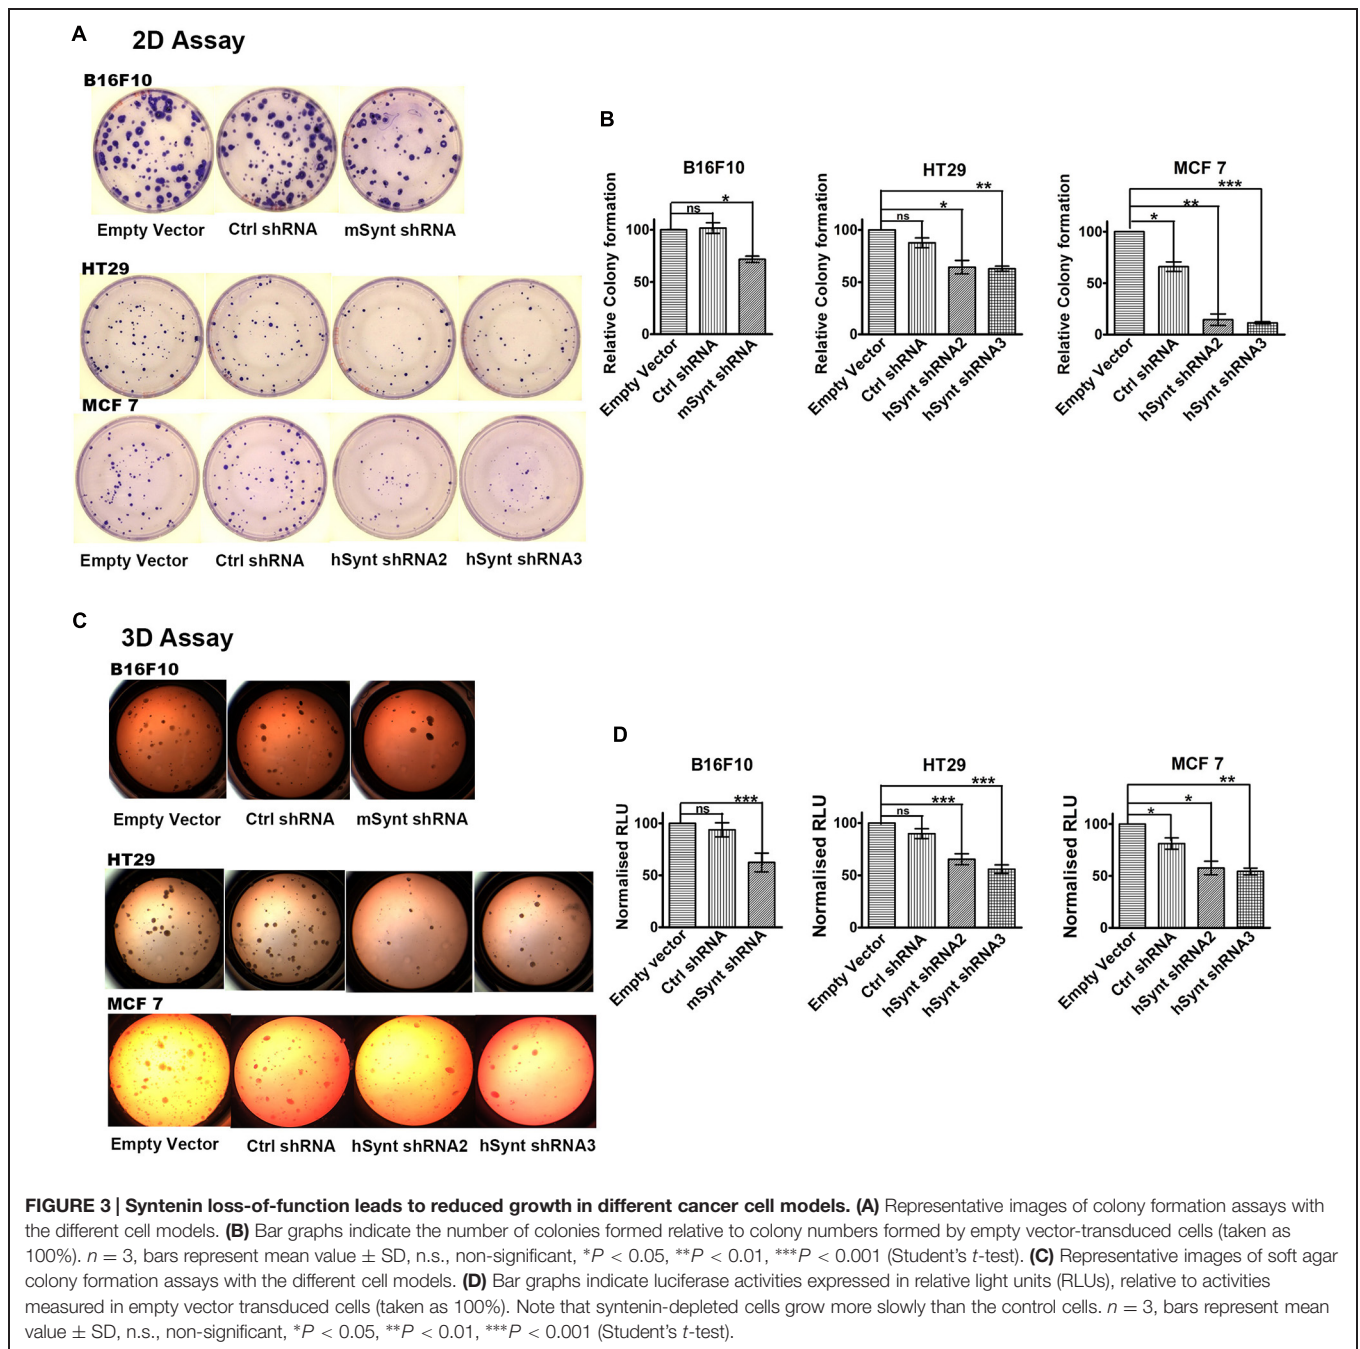 A
2D Assay
B16F10
Empty Vector
Ctrl shRNA
mSynt shRNA
HT29
MCF 7
Empty Vector
Ctrl shRNA
hSynt shRNA2
hSynt shRNA3
B
B16F10
Relative Colony formation
100
50
0
ns
*
Empty Vector
Ctrl shRNA
mSynt shRNA
HT29
Relative Colony formation
100
50
0
ns
*
**
Empty Vector
Ctrl shRNA
hSynt shRNA2
hSynt shRNA3
MCF 7
Relative Colony formation
100
50
0
*
**
***
Empty Vector
Ctrl shRNA
hSynt shRNA2
hSynt shRNA3
C
3D Assay
B16F10
Empty Vector
Ctrl shRNA
mSynt shRNA
HT29
MCF 7
Empty Vector
Ctrl shRNA
hSynt shRNA2
hSynt shRNA3
D
B16F10
Normalised RLU
100
50
0
ns
***
Empty vector
Ctrl shRNA
mSynt shRNA
HT29
Normalised RLU
100
50
0
ns
***
***
Empty Vector
Ctrl shRNA
hSynt shRNA2
hSynt shRNA3
MCF 7
Normalised RLU
100
50
0
*
*
**
Empty Vector
Ctrl shRNA
hSynt shRNA2
hSynt shRNA3
FIGURE 3 | Syntenin loss-of-function leads to reduced growth in different cancer cell models. (A) Representative images of colony formation assays with
the different cell models. (B) Bar graphs indicate the number of colonies formed relative to colony numbers formed by empty vector-transduced cells (taken as
100%). n = 3, bars represent mean value ± SD, n.s., non-significant, *P < 0.05, **P < 0.01, ***P < 0.001 (Student's t-test). (C) Representative images of soft agar
colony formation assays with the different cell models. (D) Bar graphs indicate luciferase activities expressed in relative light units (RLUs), relative to activities
measured in empty vector transduced cells (taken as 100%). Note that syntenin-depleted cells grow more slowly than the control cells. n = 3, bars represent mean
value ± SD, n.s., non-significant, *P < 0.05, **P < 0.01, ***P < 0.001 (Student's t-test).